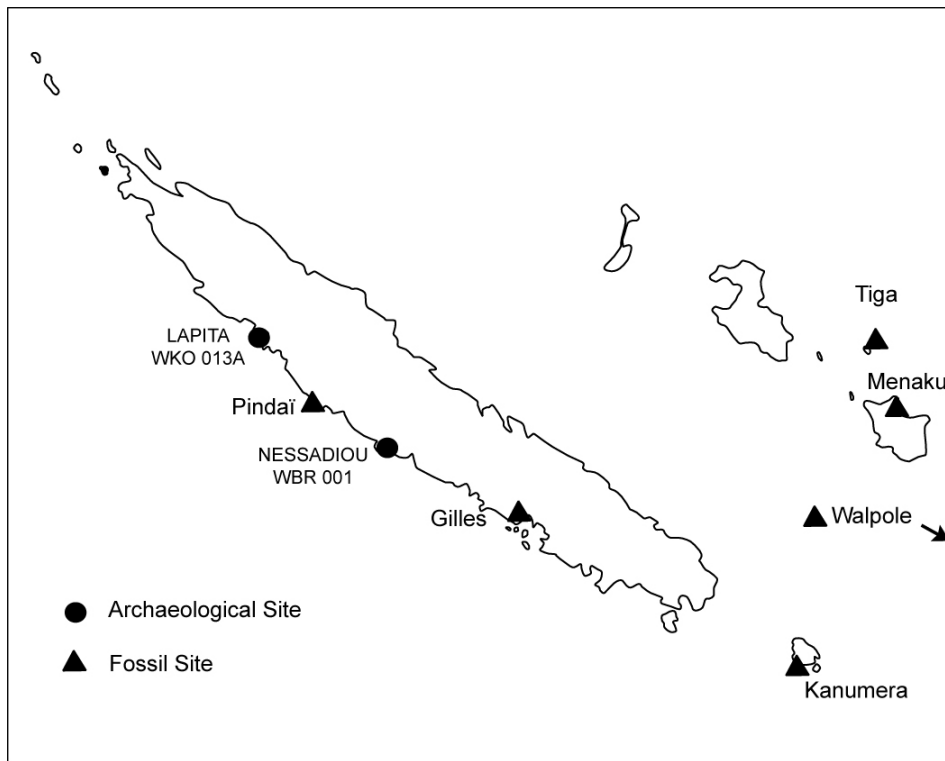 Tiga
LAPITA
WKO 013A
Menaku
Pindaï
NESSADIOU
WBR 001
Gilles
Walpole
Archaeological Site
Fossil Site
Kanumera